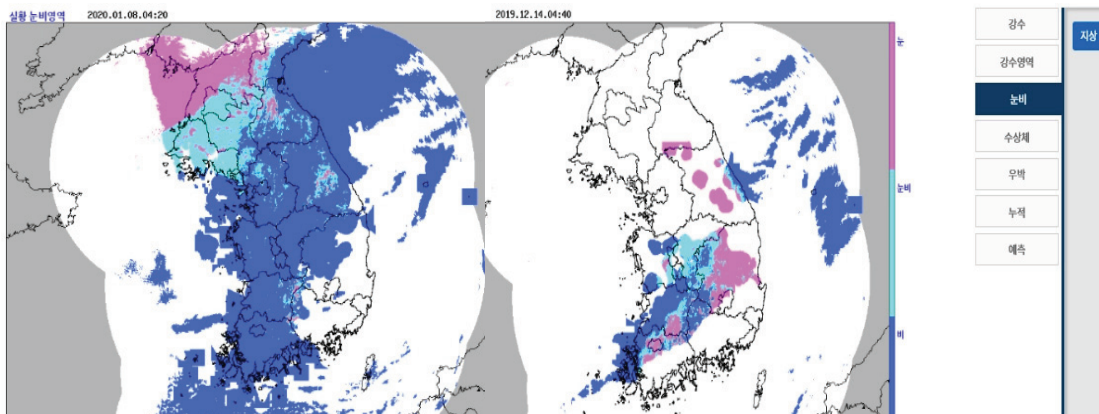 실황 눈비영역 2020.01.08.04:20
2019.12.14.04:40
눈
눈비
비
강수
강수영역
눈비
수상체
우박
누적
예측
지상